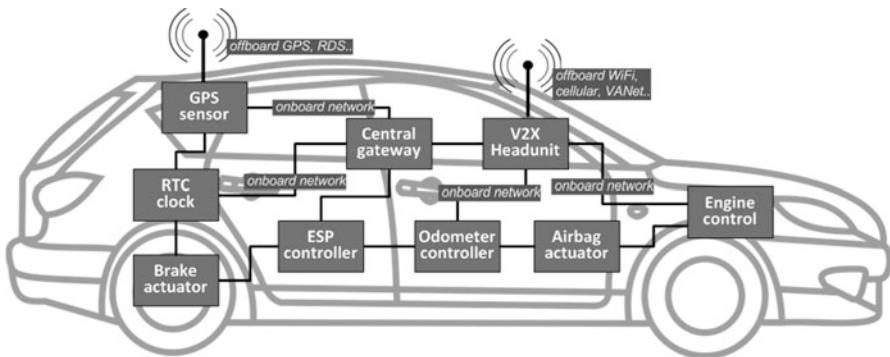 offboard GPS, RDS..
offboard WiFi,
cellular, VANet..
GPS
sensor
onboard network
Central
gateway
V2X
Headunit
RTC
clock
onboard network
onboard network
onboard network
Engine
control
ESP
controller
Odometer
controller
Airbag
actuator
Brake
actuator